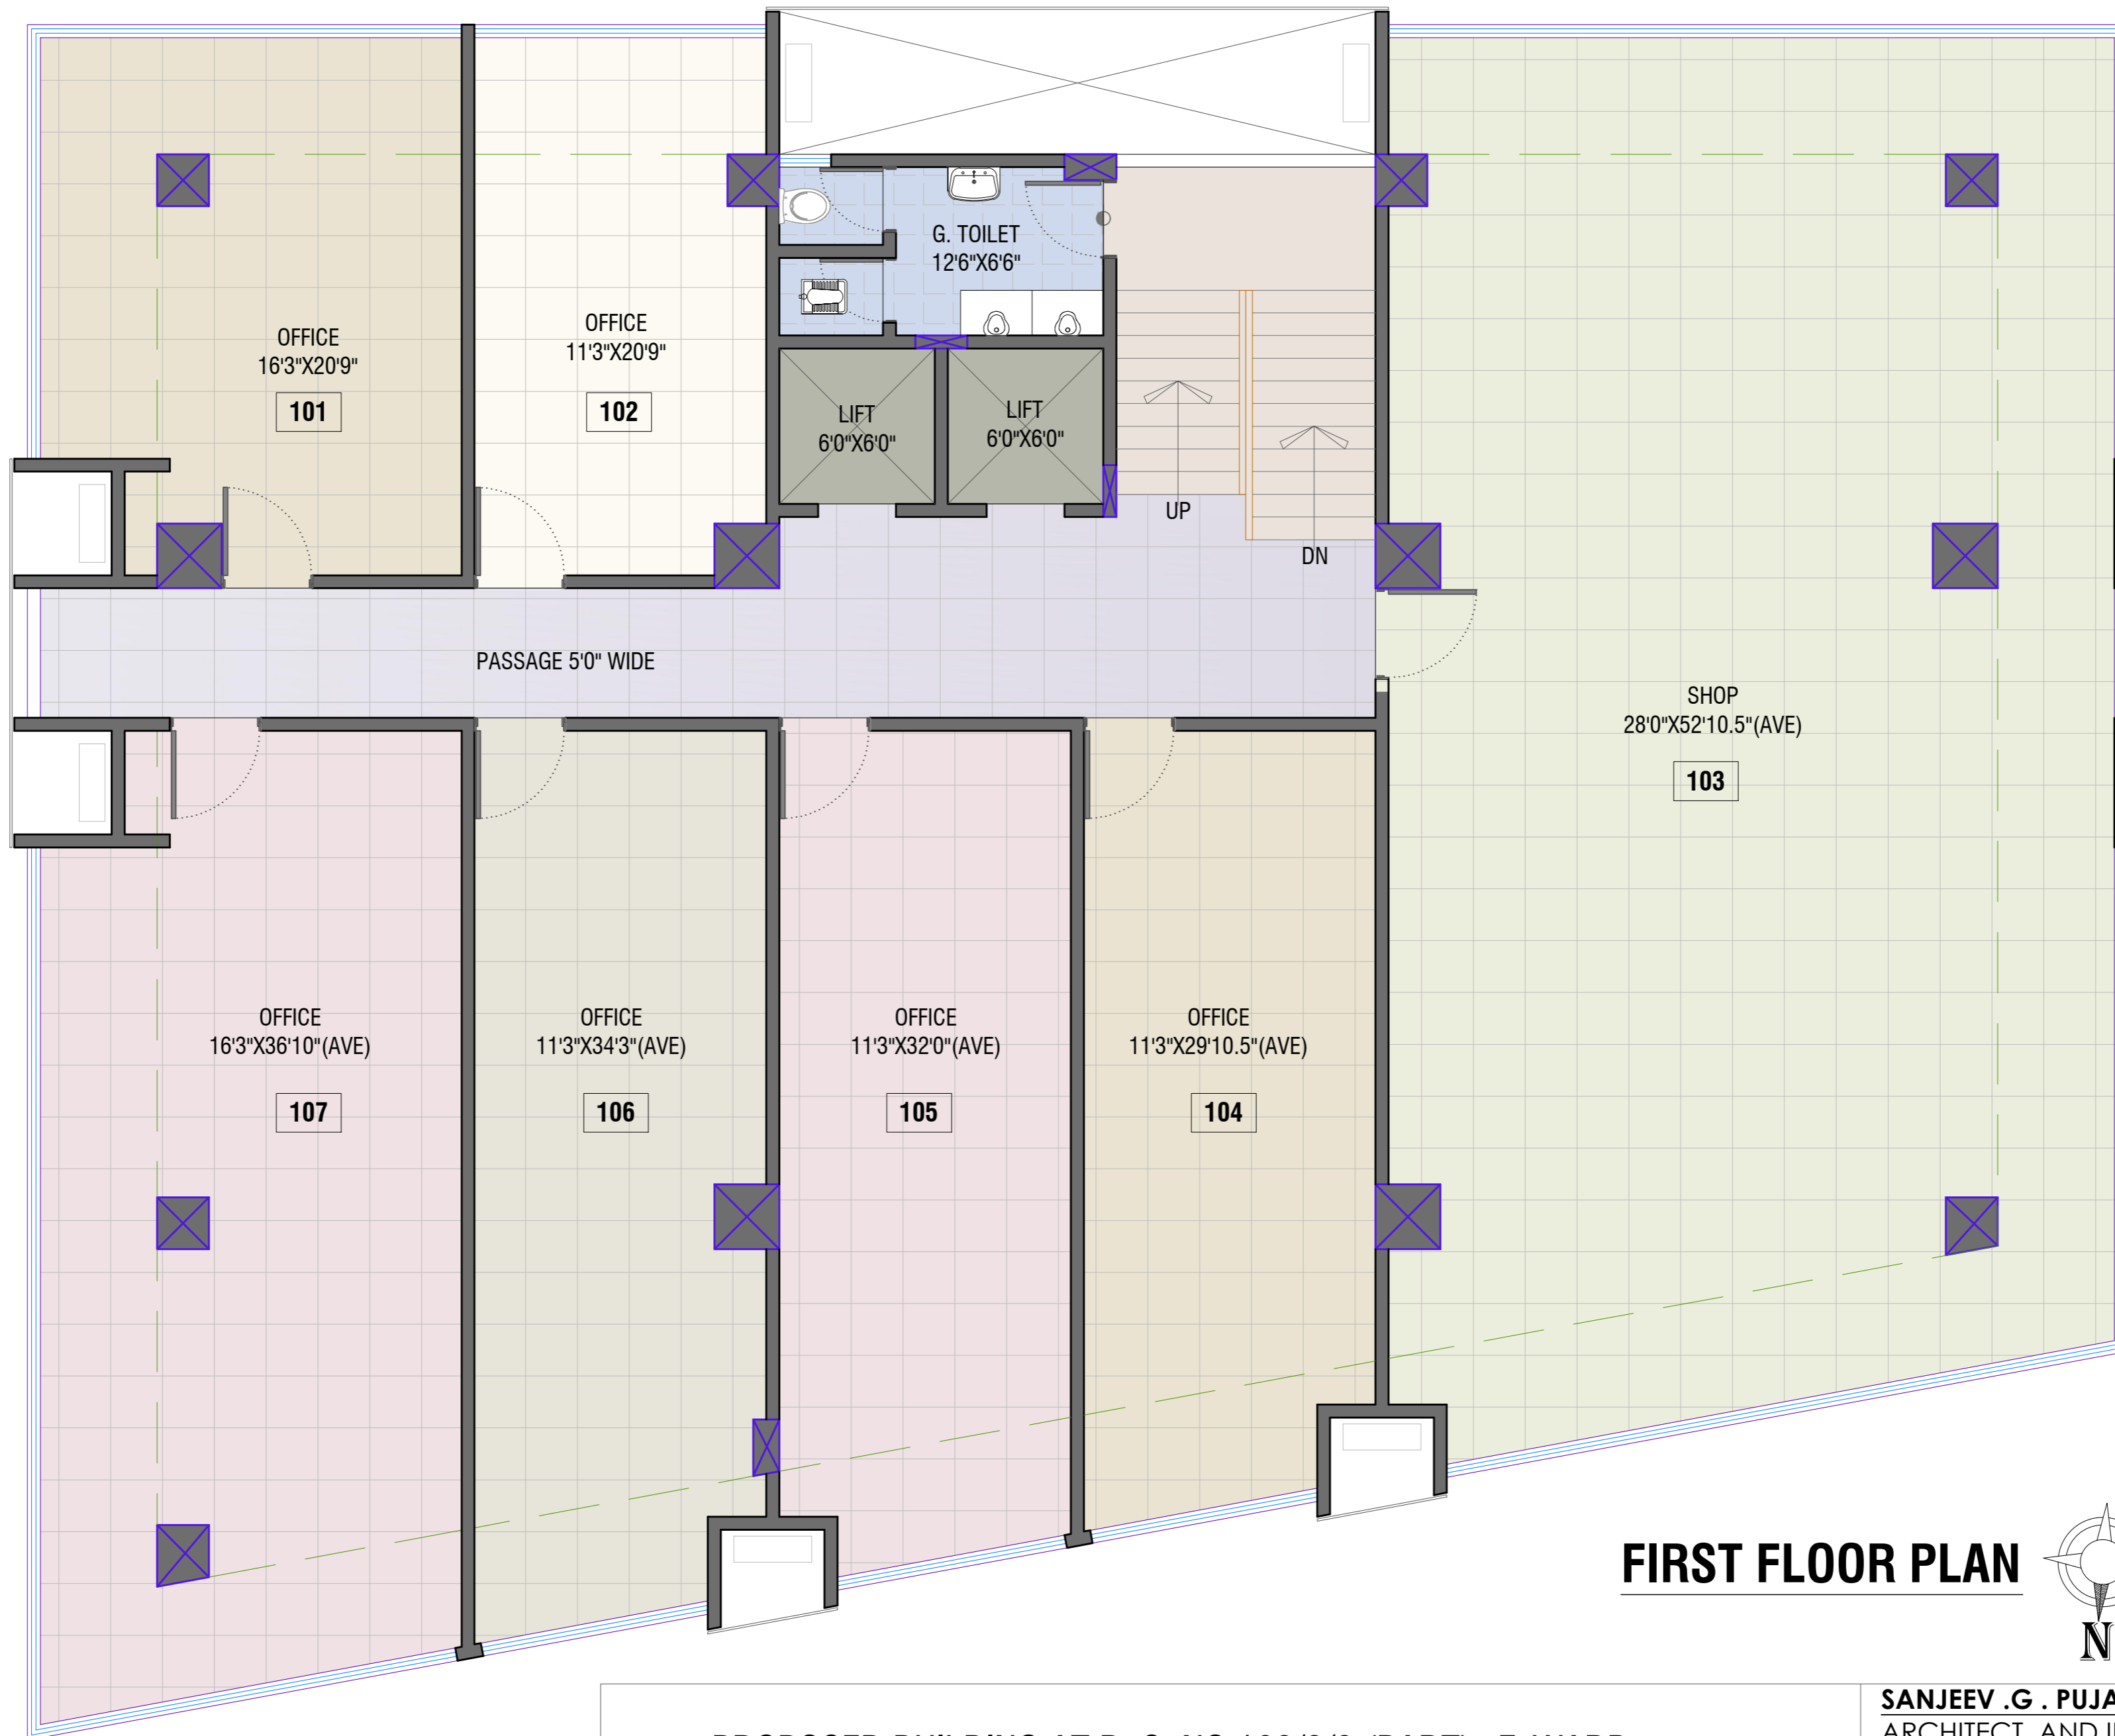 G. TOILET
12'6"X6'6"
OFFICE
16'3"X20'9"
101
OFFICE
11'3"X20'9"
102
LIFT
6'0"X6'0"
LIFT
6'0"X6'0"
UP
DN
PASSAGE 5'0" WIDE
SHOP
28'0"X52'10.5"(AVE)
103
OFFICE
16'3"X36'10"(AVE)
107
OFFICE
11'3"X34'3"(AVE)
106
OFFICE
11'3"X32'0"(AVE)
105
OFFICE
11'3"X29'10.5"(AVE)
104
FIRST FLOOR PLAN
N
SANJEEV .G .
ARCHITECT AND